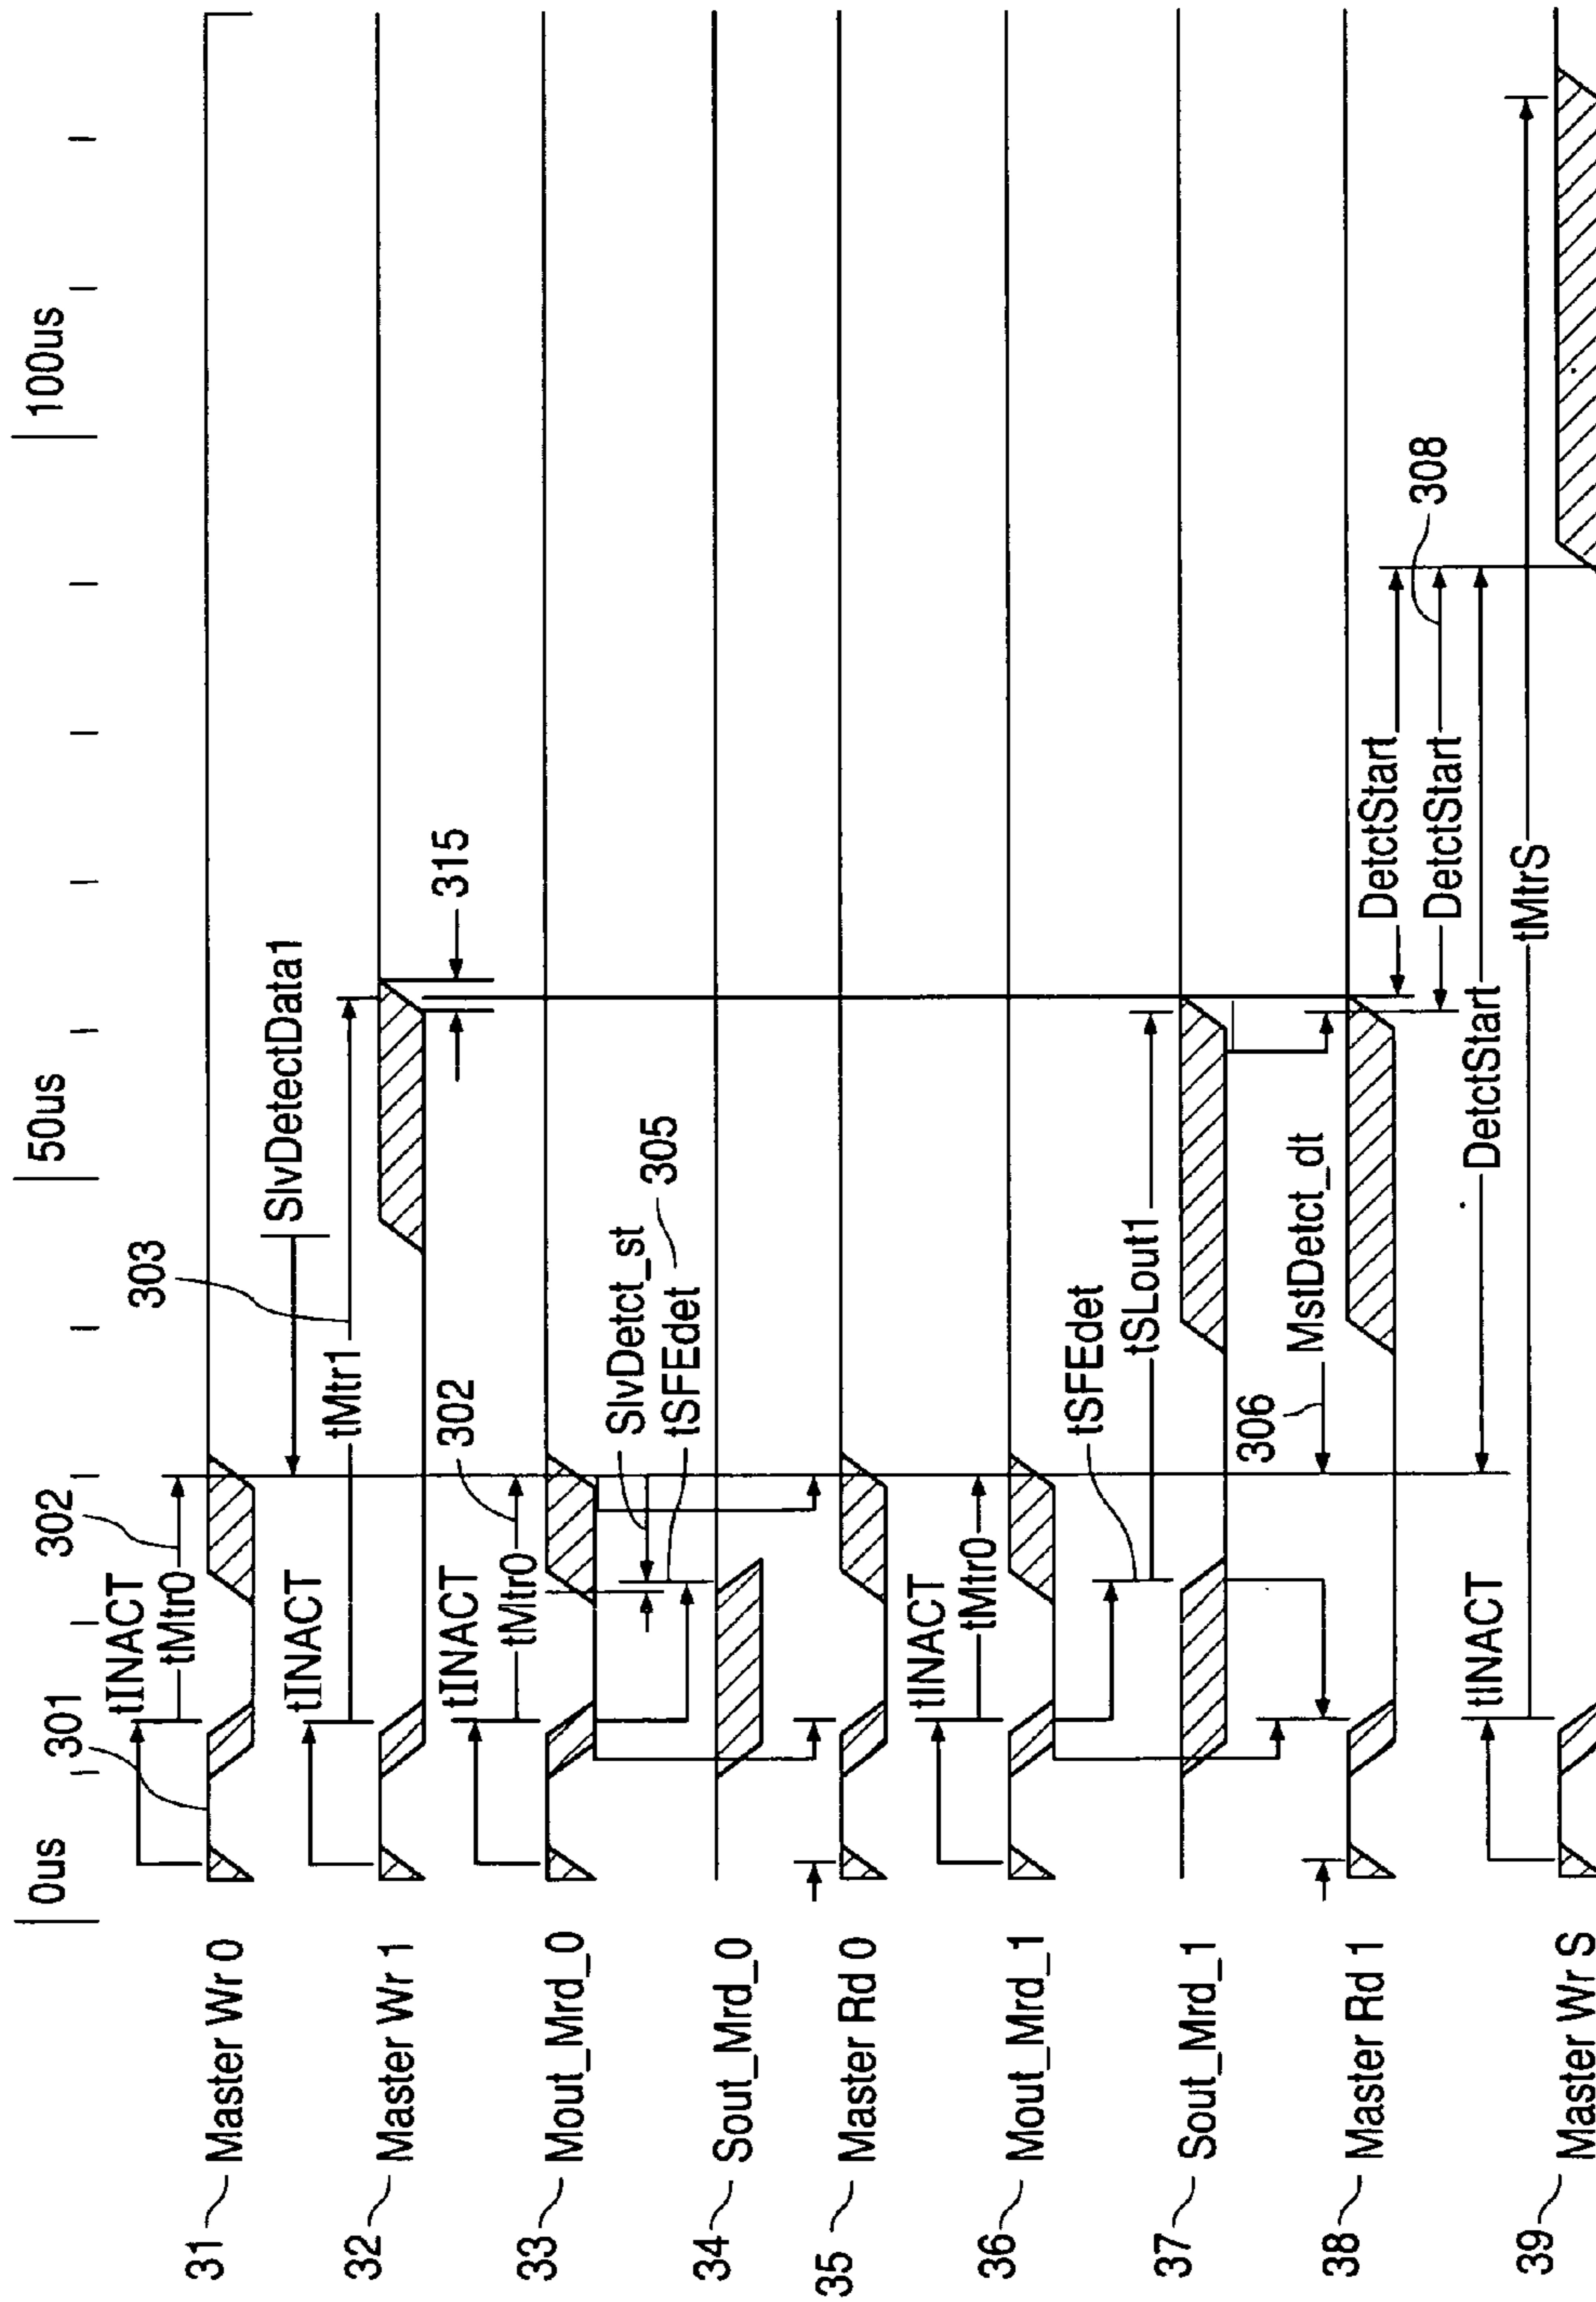 0us
50us
100us
31 Master Wr 0
301
tINACT
tMtr0
302
32 Master Wr 1
tINACT
tMtr1
303
SlvDetectData1
315
33 Mout_Mrd_0
tINACT
tMtr0
302
34 Sout_Mrd_0
SlvDetct_st
tSFEdet
305
35 Master Rd 0
36 Mout_Mrd_1
tINACT
tMtr0
37 Sout_Mrd_1
tSFEdet
tSLout1
38 Master Rd 1
306
MstDetct_dt
DetctStart
DetctStart
308
DetctStart
39 Master Wr S
tINACT
tMtrS